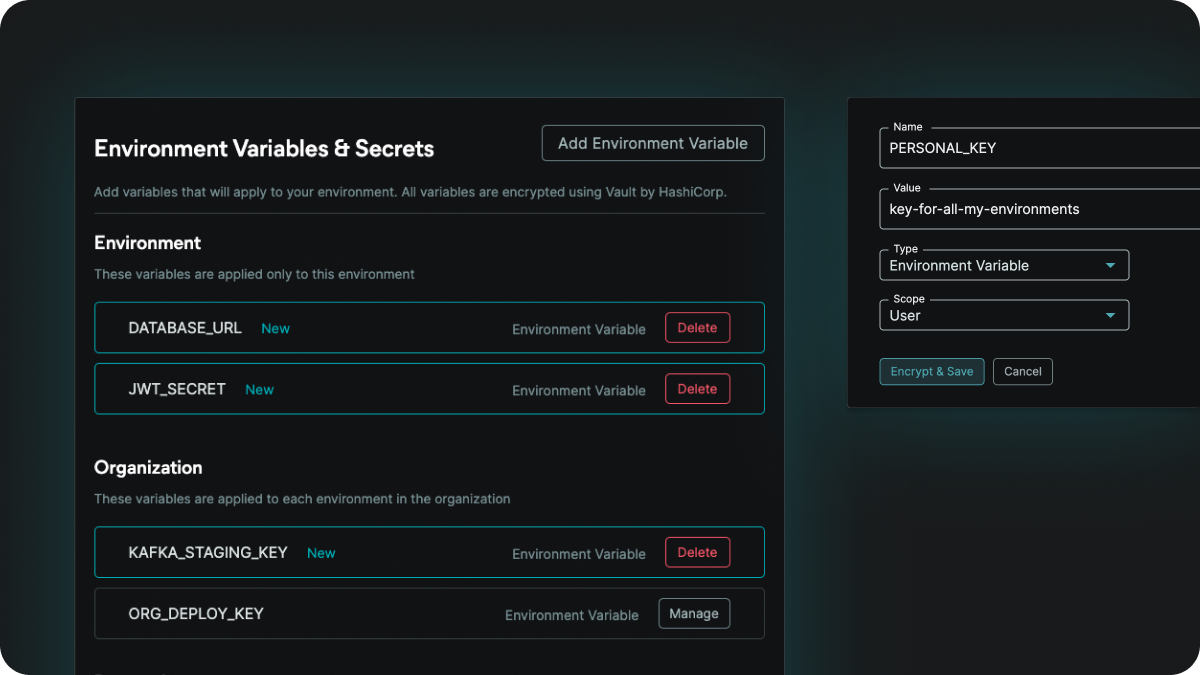 Environment Variables & Secrets
Add Environment Variable
Add variables that will apply to your environment. All variables are encrypted using Vault by HashiCorp.
Environment
These variables are applied only to this environment
DATABASE_URL New Environment Variable Delete
JWT_SECRET New Environment Variable Delete
Organization
These variables are applied to each environment in the organization
KAFKA_STAGING_KEY New Environment Variable Delete
ORG_DEPLOY_KEY Environment Variable Manage
Name
PERSONAL_KEY
Value
key-for-all-my-environments
Type
Environment Variable
Scope
User
Encrypt & Save Cancel